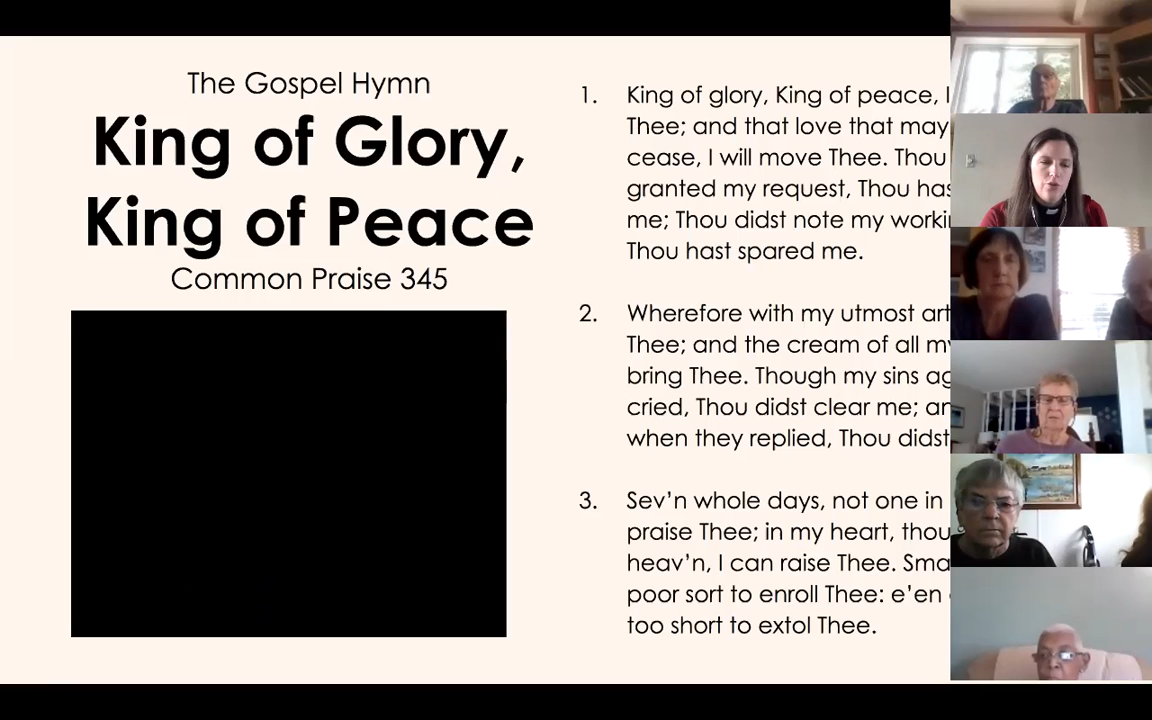 The Gospel Hymn
King of Glory,
King of Peace
Common Praise 345
1. King of glory, King of peace, I
Thee; and that love that may
cease, I will move Thee. Thou
granted my request, Thou has
me; Thou didst note my workin
Thou hast spared me.
2. Wherefore with my utmost art
Thee; and the cream of all my
bring Thee. Though my sins ag
cried, Thou didst clear me; an
when they replied, Thou didst
3. Sev’n whole days, not one in
praise Thee; in my heart, thou
heav’n, I can raise Thee. Sma
poor sort to enroll Thee: e’en
too short to extol Thee.